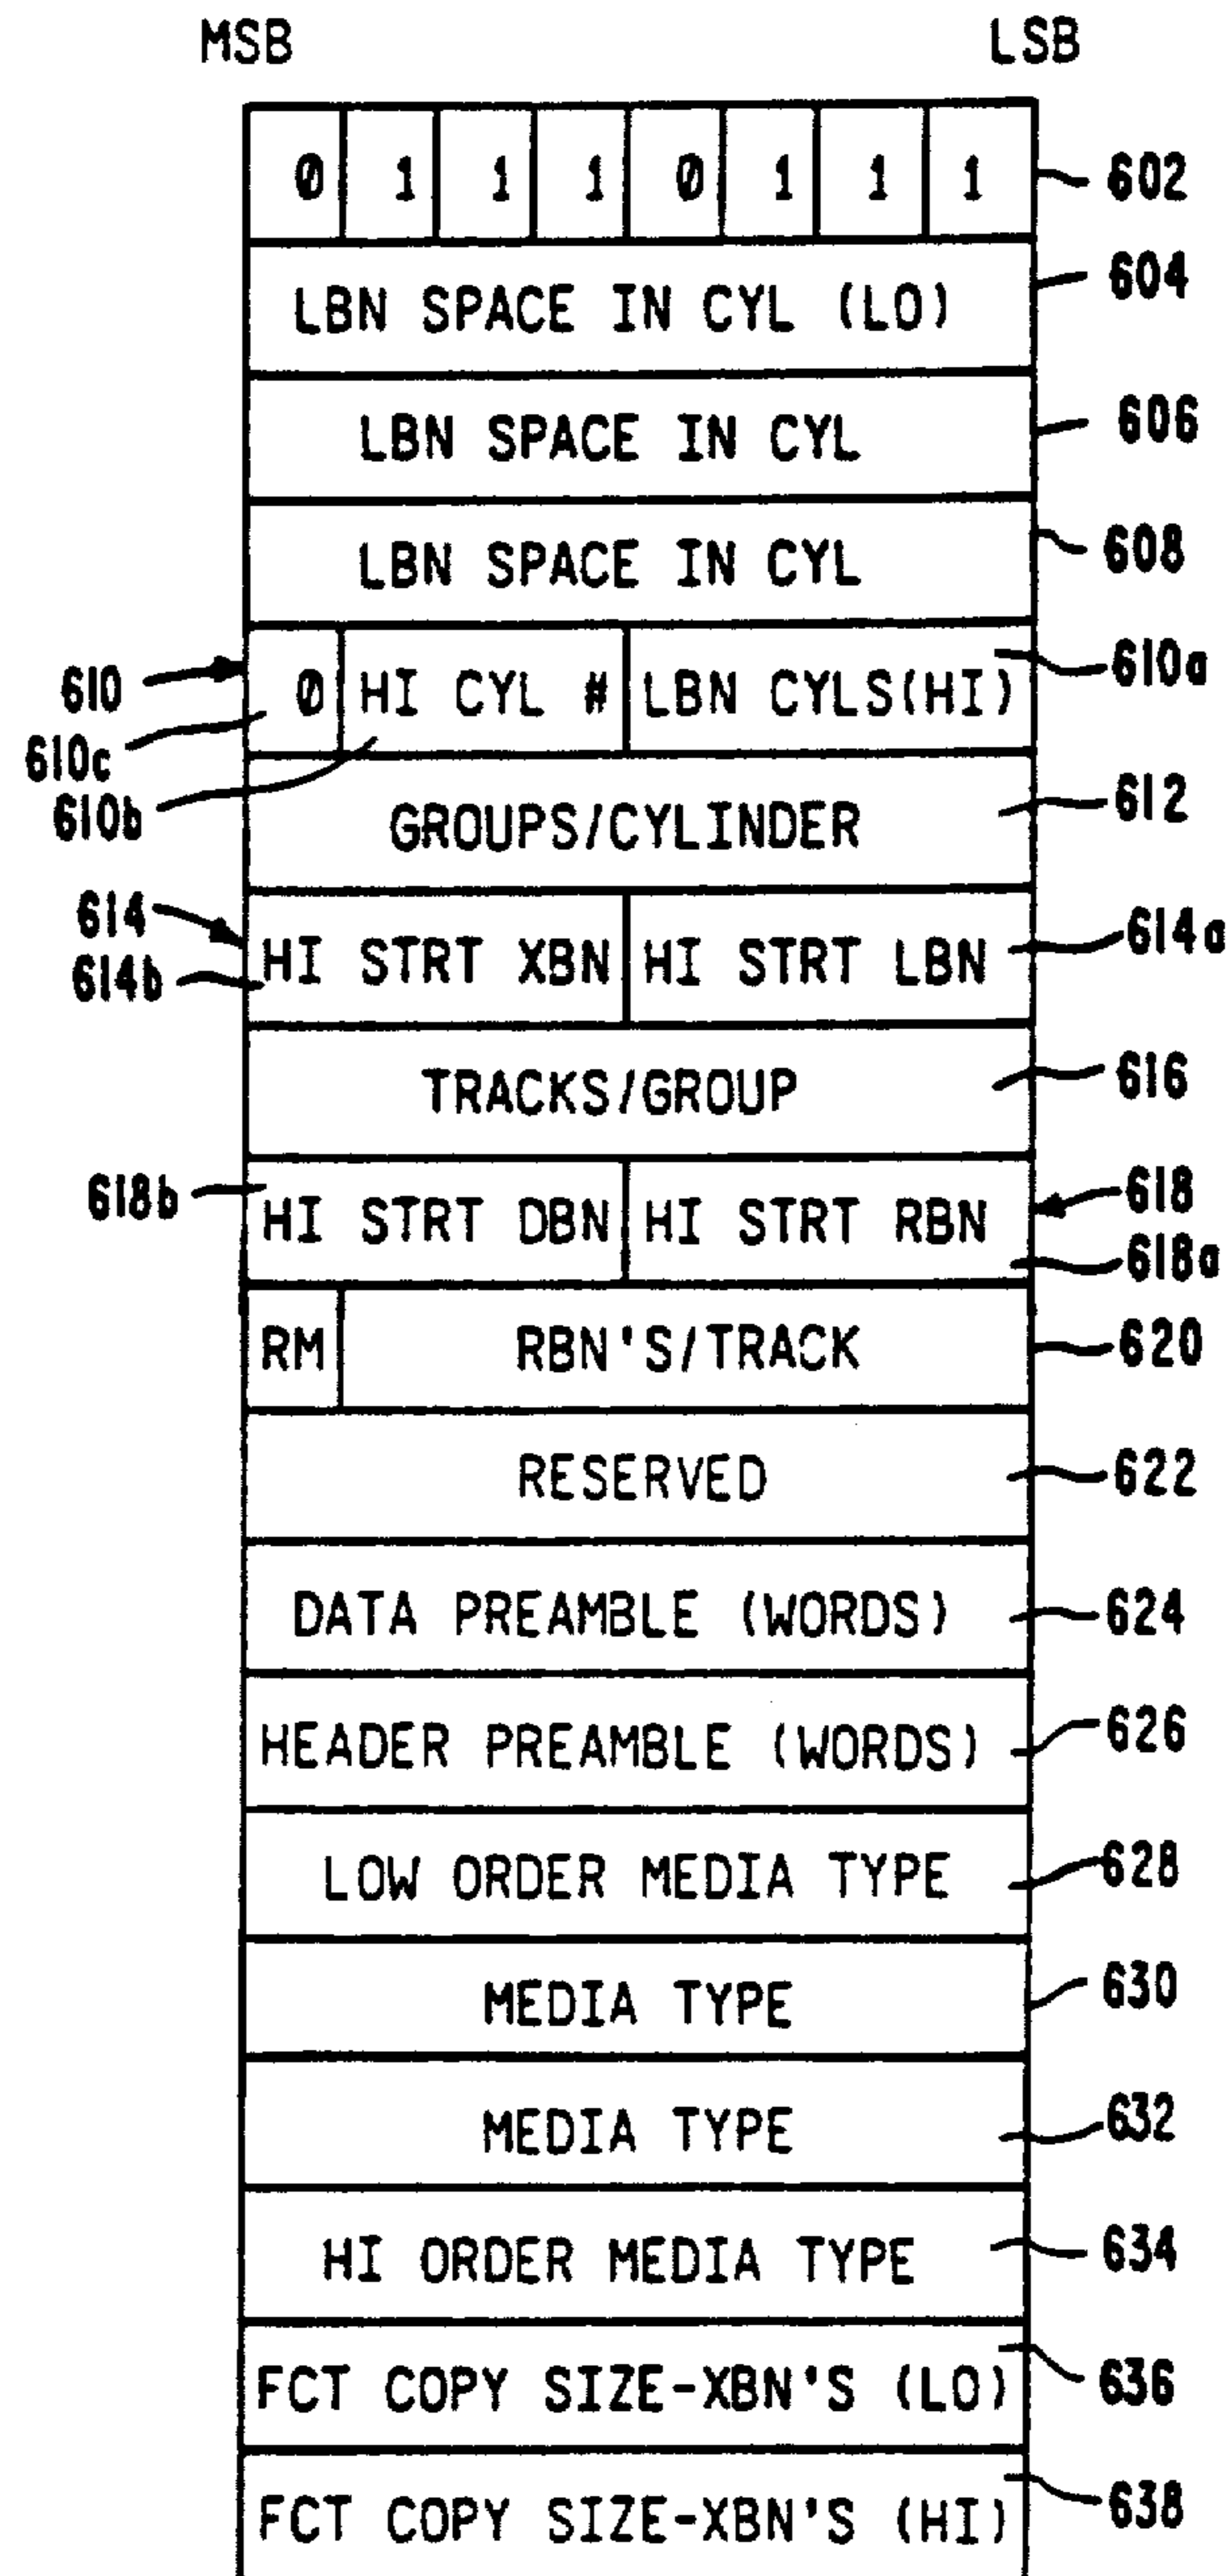 MSB LSB
0 1 1 1 0 1 1 1 602
LBN SPACE IN CYL (LO) 604
LBN SPACE IN CYL 606
LBN SPACE IN CYL 608
610 0 HI CYL # LBN CYLS(HI) 610a
610c
610b
GROUPS/CYLINDER 612
614 HI STRT XBN HI STRT LBN 614a
614b
TRACKS/GROUP 616
618b HI STRT DBN HI STRT RBN 618
618a
RM RBN'S/TRACK 620
RESERVED 622
DATA PREAMBLE (WORDS) 624
HEADER PREAMBLE (WORDS) 626
LOW ORDER MEDIA TYPE 628
MEDIA TYPE 630
MEDIA TYPE 632
HI ORDER MEDIA TYPE 634
FCT COPY SIZE-XBN'S (LO) 636
FCT COPY SIZE-XBN'S (HI) 638